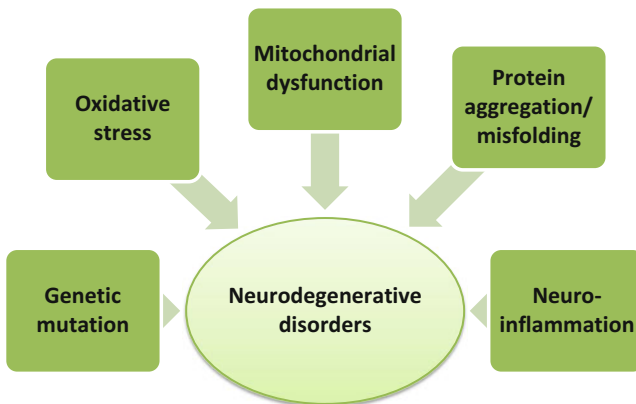 Mitochondrial
dysfunction
Oxidative
stress
Protein
aggregation/
misfolding
Genetic
mutation
Neurodegenerative
disorders
Neuro-
inflammation